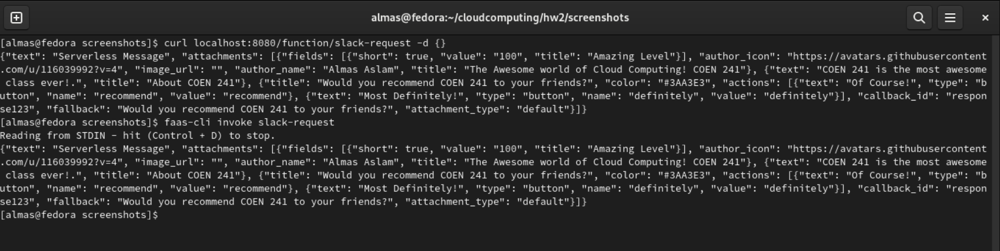 almas@fedora:~/cloudcomputing/hw2/screenshots
[almas@fedora screenshots]$ curl localhost:8080/function/slack-request -d {}
{"text": "Serverless Message", "attachments": [{"fields": [{"short": true, "value": "100", "title": "Amazing Level"}], "author_icon": "https://avatars.githubusercontent
.com/u/116039992?v=4", "image_url": "", "author_name": "Almas Aslam", "title": "The Awesome world of Cloud Computing! COEN 241"}, {"text": "COEN 241 is the most awesome
 class ever!.", "title": "About COEN 241"}, {"title": "Would you recommend COEN 241 to your friends?", "color": "#3AA3E3", "actions": [{"text": "Of Course!", "type": "b
utton", "name": "recommend", "value": "recommend"}, {"text": "Most Definitely!", "type": "button", "name": "definitely", "value": "definitely"}], "callback_id": "respon
se123", "fallback": "Would you recommend COEN 241 to your friends?", "attachment_type": "default"}]}
[almas@fedora screenshots]$ faas-cli invoke slack-request
Reading from STDIN - hit (Control + D) to stop.
{"text": "Serverless Message", "attachments": [{"fields": [{"short": true, "value": "100", "title": "Amazing Level"}], "author_icon": "https://avatars.githubusercontent
.com/u/116039992?v=4", "image_url": "", "author_name": "Almas Aslam", "title": "The Awesome world of Cloud Computing! COEN 241"}, {"text": "COEN 241 is the most awesome
 class ever!.", "title": "About COEN 241"}, {"title": "Would you recommend COEN 241 to your friends?", "color": "#3AA3E3", "actions": [{"text": "Of Course!", "type": "b
utton", "name": "recommend", "value": "recommend"}, {"text": "Most Definitely!", "type": "button", "name": "definitely", "value": "definitely"}], "callback_id": "respon
se123", "fallback": "Would you recommend COEN 241 to your friends?", "attachment_type": "default"}]}
[almas@fedora screenshots]$